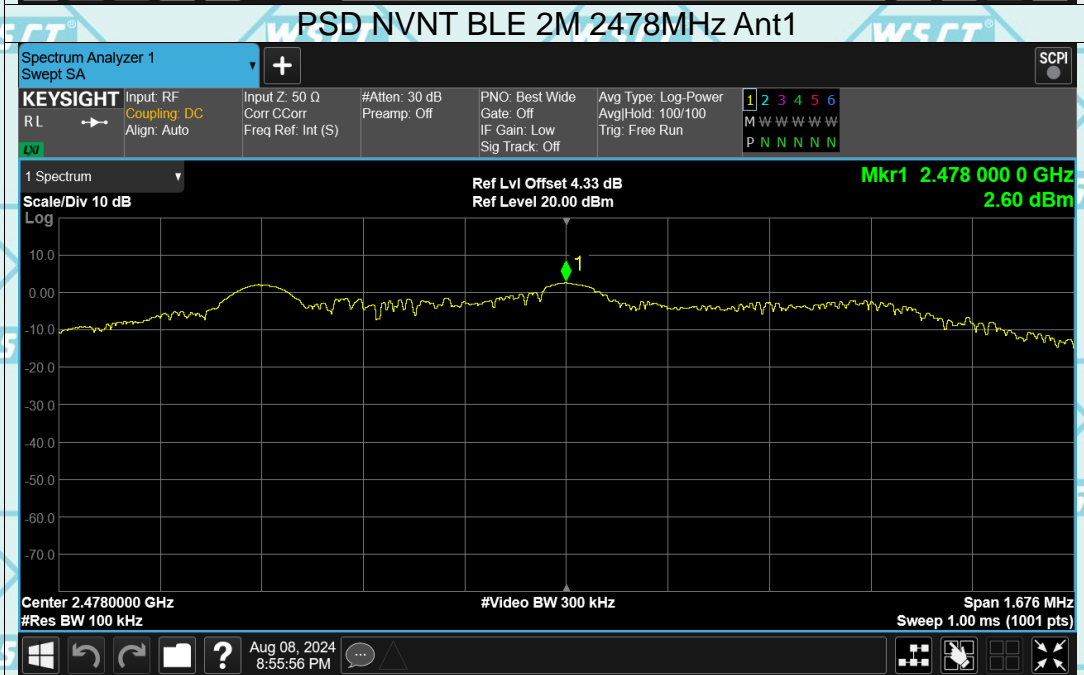 PSD NVNT BLE 2M 2478MHz Ant1
Spectrum Analyzer 1
Swept SA
SCPI
KEYSIGHT
RL
LXI
Input: RF
Coupling: DC
Align: Auto
Input Z: 50 Ω
Corr CCorr
Freq Ref: Int (S)
#Atten: 30 dB
Preamp: Off
PNO: Best Wide
Gate: Off
IF Gain: Low
Sig Track: Off
Avg Type: Log-Power
Avg|Hold: 100/100
Trig: Free Run
1 2 3 4 5 6
M W W W W W
P N N N N N
1 Spectrum
Scale/Div 10 dB
Log
Ref Lvl Offset 4.33 dB
Ref Level 20.00 dBm
Mkr1 2.478 000 0 GHz
2.60 dBm
10.0
1
0.00
-10.0
-20.0
-30.0
-40.0
-50.0
-60.0
-70.0
Center 2.4780000 GHz
#Res BW 100 kHz
#Video BW 300 kHz
Span 1.676 MHz
Sweep 1.00 ms (1001 pts)
Aug 08, 2024
8:55:56 PM